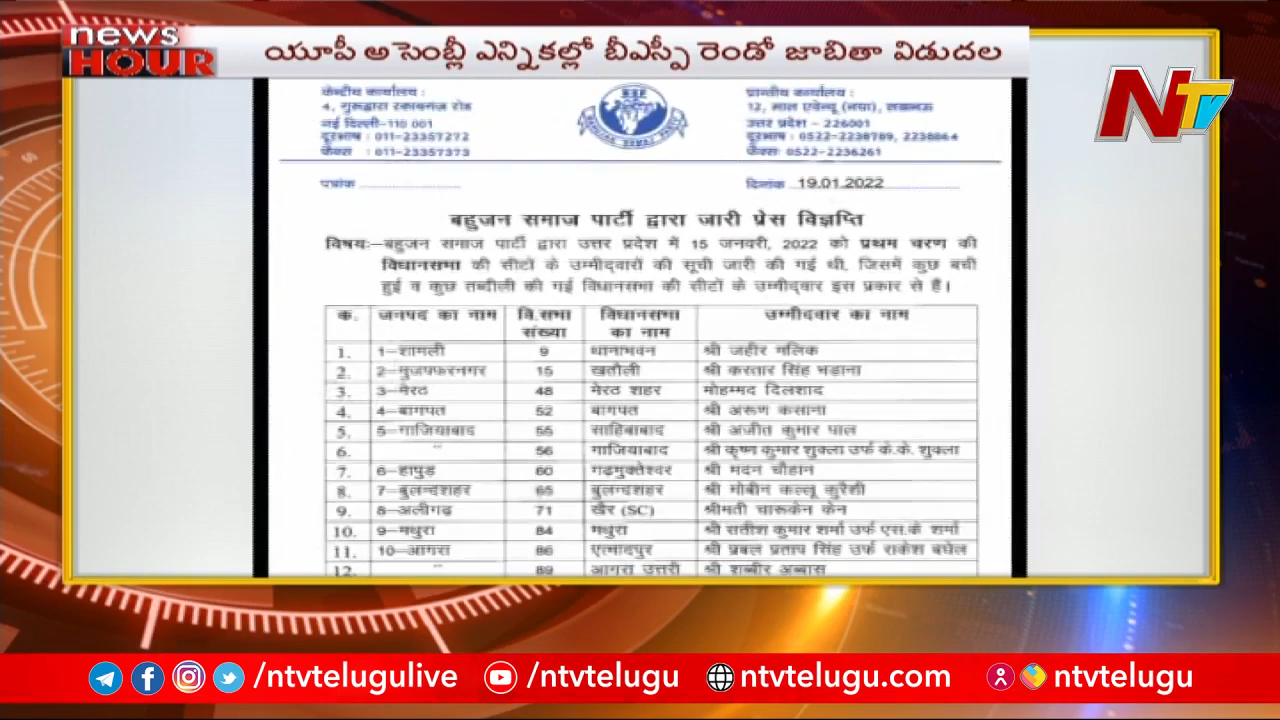 news
HOUR
యూపీ అసెంబ్లీ ఎన్నికల్లో బీఎస్పీ రెండో జాబితా విడుదల
NTV
केन्द्रीय कार्यालय :
4, गुरूद्वारा रकाबगंज रोड
नई दिल्ली-110 001
दूरभाष : 011-23357272
फैक्स : 011-23357373
BSP
BAHUJAN SAMAJ PARTY
प्रान्तीय कार्यालय :
12, माल एवेन्यू (नया), लखनऊ
उत्तर प्रदेश - 226001
दूरभाष : 0522-2238789, 2238864
फैक्स: 0522-2236261
पत्रांक ........................
दिनांक ...19.01.2022...
बहुजन समाज पार्टी द्वारा जारी प्रेस विज्ञप्ति
विषयः—बहुजन समाज पार्टी द्वारा उत्तर प्रदेश में 15 जनवरी, 2022 को प्रथम चरण की
विधानसभा की सीटों के उम्मीदवारों की सूची जारी की गई थी, जिसमें कुछ बची
हुई व कुछ तब्दीली की गई विधानसभा की सीटों के उम्मीदवार इस प्रकार से हैं।
क. जनपद का नाम वि.सभा संख्या विधानसभा का नाम उम्मीदवार का नाम
1. 1–शामली 9 थानाभवन श्री जहीर मलिक
2. 2–मुजफ्फरनगर 15 खतौली श्री करतार सिंह भड़ाना
3. 3–मेरठ 48 मेरठ शहर मोहम्मद दिलशाद
4. 4–बागपत 52 बागपत श्री अरूण कसाना
5. 5–गाजियाबाद 55 साहिबाबाद श्री अजीत कुमार पाल
6. " 56 गाजियाबाद श्री कृष्ण कुमार शुक्ला उर्फ के.के. शुक्ला
7. 6–हापुड़ 60 गढ़मुक्तेश्वर श्री मदन चौहान
8. 7–बुलन्दशहर 65 बुलन्दशहर श्री मोबीन कल्लू कुरैशी
9. 8–अलीगढ़ 71 खैर (SC) श्रीमती चारूकेन केन
10. 9–मथुरा 84 मथुरा श्री सतीश कुमार शर्मा उर्फ एस.के शर्मा
11. 10–आगरा 86 एत्मादपुर श्री प्रबल प्रताप सिंह उर्फ राकेश बघेल
12. " 89 आगरा उत्तरी श्री शब्बीर अब्बास
/ntvtelugulive /ntvtelugu ntvtelugu.com ntvtelugu